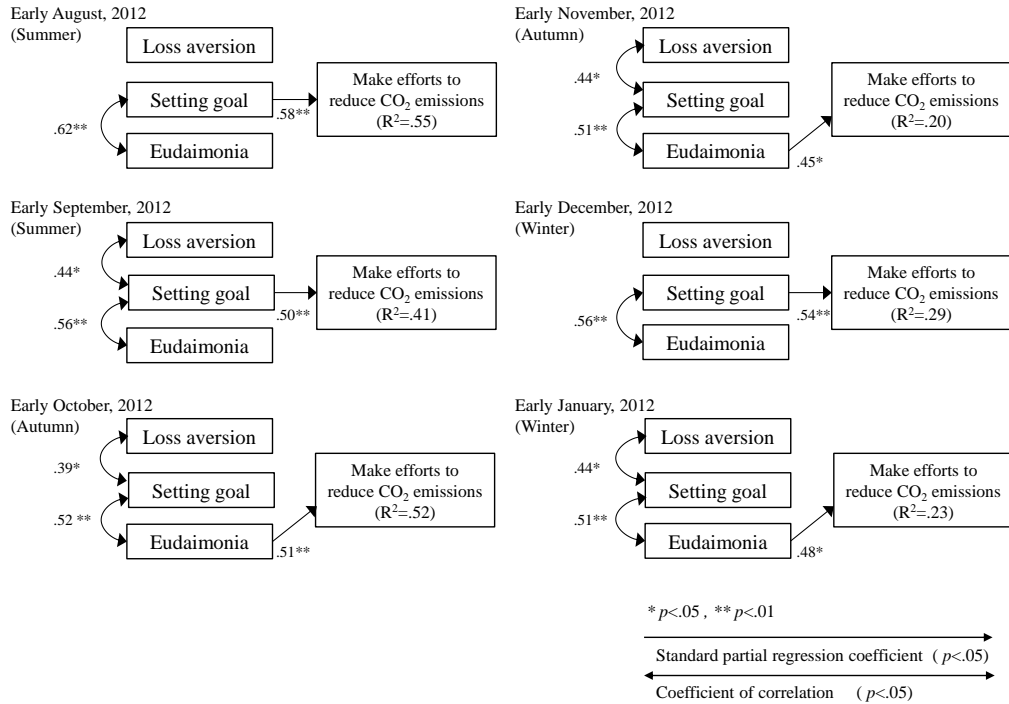 Early August, 2012
(Summer)
Loss aversion
Setting goal
Eudaimonia
.62**
.58**
Make efforts to
reduce CO₂ emissions
(R²=.55)
Early November, 2012
(Autumn)
Loss aversion
Setting goal
Eudaimonia
.44*
.51**
.45*
Make efforts to
reduce CO₂ emissions
(R²=.20)
Early September, 2012
(Summer)
Loss aversion
Setting goal
Eudaimonia
.44*
.56**
.50**
Make efforts to
reduce CO₂ emissions
(R²=.41)
Early December, 2012
(Winter)
Loss aversion
Setting goal
Eudaimonia
.56**
.54**
Make efforts to
reduce CO₂ emissions
(R²=.29)
Early October, 2012
(Autumn)
Loss aversion
Setting goal
Eudaimonia
.39*
.52 **
.51**
Make efforts to
reduce CO₂ emissions
(R²=.52)
Early January, 2012
(Winter)
Loss aversion
Setting goal
Eudaimonia
.44*
.51**
.48*
Make efforts to
reduce CO₂ emissions
(R²=.23)
* p<.05 , ** p<.01
Standard partial regression coefficient ( p<.05)
Coefficient of correlation ( p<.05)